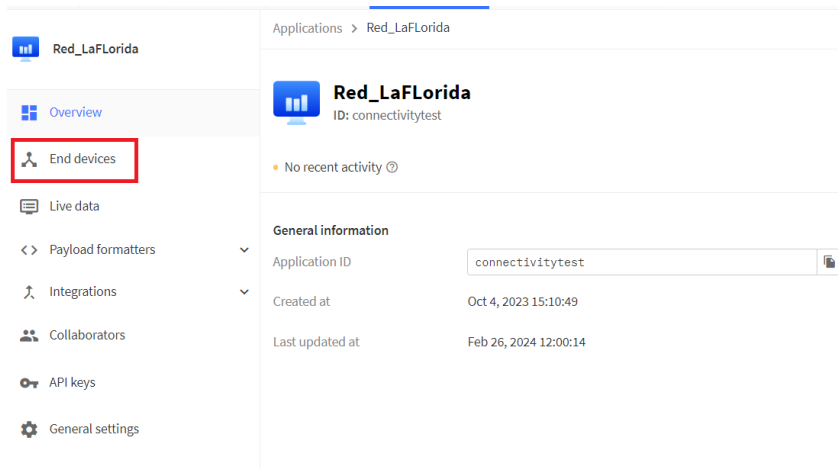 Red_LaFLorida
Overview
End devices
Live data
Payload formatters
Integrations
Collaborators
API keys
General settings
Applications > Red_LaFLorida
Red_LaFLorida
ID: connectivitytest
No recent activity
General information
Application ID connectivitytest
Created at Oct 4, 2023 15:10:49
Last updated at Feb 26, 2024 12:00:14